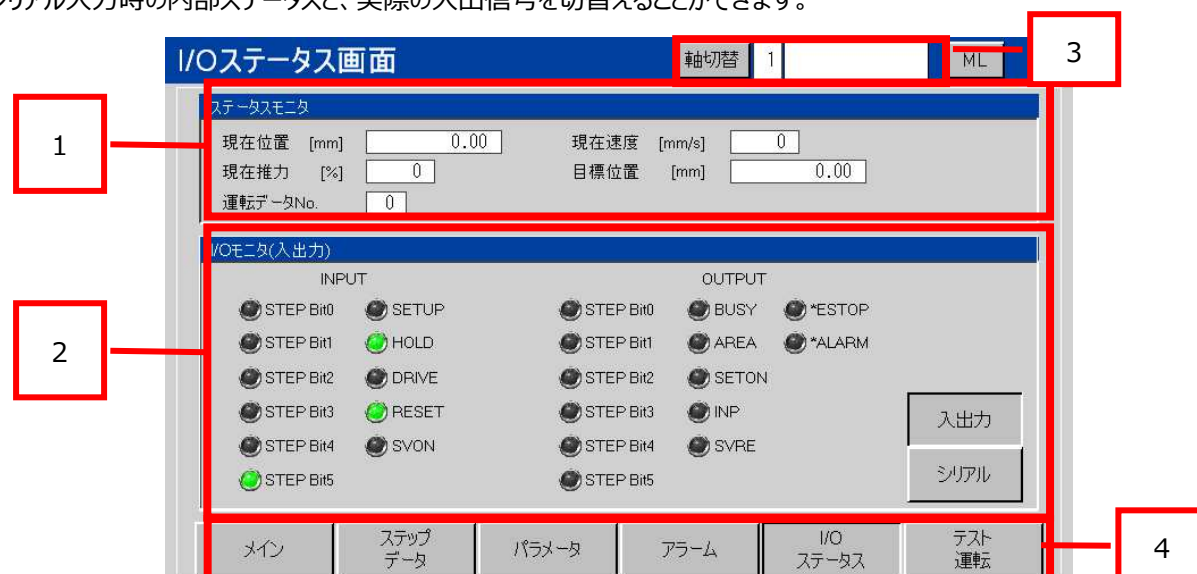 シリアル入力時の内部ステータスと、実際の入出信号を切替えることができます。
I/Oステータス画面
軸切替 1
ML
3
1
ステータスモニタ
現在位置 [mm] 0.00 現在速度 [mm/s] 0
現在推力 [%] 0 目標位置 [mm] 0.00
運転データNo. 0
2
I/Oモニタ(入出力)
INPUT OUTPUT
STEP Bit0 SETUP STEP Bit0 BUSY *ESTOP
STEP Bit1 HOLD STEP Bit1 AREA *ALARM
STEP Bit2 DRIVE STEP Bit2 SETON
STEP Bit3 RESET STEP Bit3 INP
STEP Bit4 SVON STEP Bit4 SVRE
STEP Bit5 STEP Bit5
入出力
シリアル
メイン
ステップ
データ
パラメータ
アラーム
I/O
ステータス
テスト
運転
4